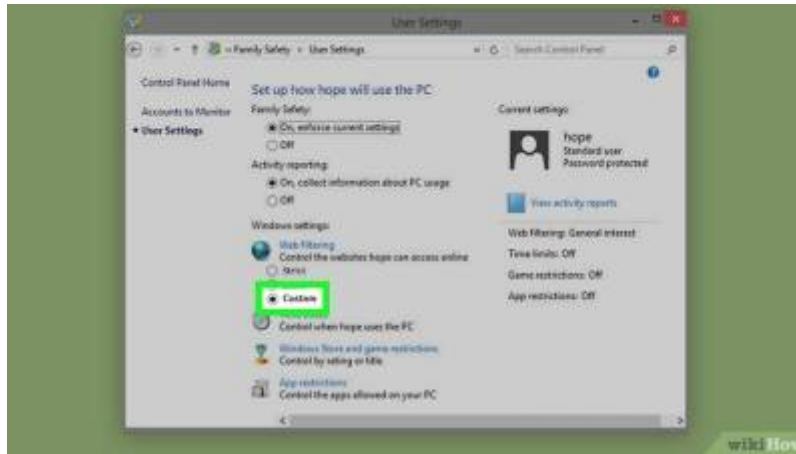 User Settings
« Family Safety › User Settings
Search Control Panel
Control Panel Home
Accounts to Monitor
User Settings
Set up how hope will use the PC
Family Safety:
On, enforce current settings
Off
Activity reporting:
On, collect information about PC usage
Off
Windows settings:
Web filtering
Control the websites hope can access online
Strict
Custom
Control when hope uses the PC
Windows Store and game restrictions
Control by rating or title
App restrictions
Control the apps allowed on your PC
Current settings:
hope
Standard user
Password protected
View activity reports
Web Filtering: General interest
Time limits: Off
Game restrictions: Off
App restrictions: Off
wikiHow